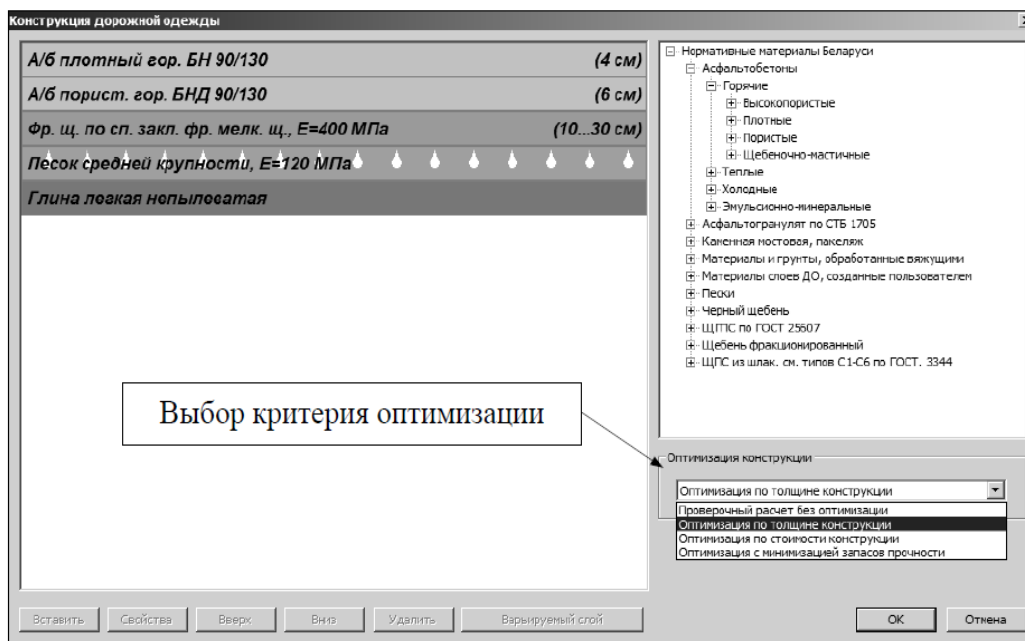 Конструкция дорожной одежды
А/б плотный гор. БН 90/130 (4 см)
А/б порист. гор. БНД 90/130 (6 см)
Фр. щ. по сп. закл. фр. мелк. щ., Е=400 МПа (10...30 см)
Песок средней крупности, Е=120 МПа
Глина легкая непылеватая
Нормативные материалы Беларуси
Асфальтобетоны
Горячие
Высокопористые
Плотные
Пористые
Щебеночно-мастичные
Теплые
Холодные
Эмульсионно-минеральные
Асфальтогранулят по СТБ 1705
Каменная мостовая, пакеляж
Материалы и грунты, обработанные вяжущими
Материалы слоев ДО, созданные пользователем
Пески
Черный щебень
ЩГПС по ГОСТ 25607
Щебень фракционированный
ЩПС из шлак. см. типов С1-С6 по ГОСТ. 3344
Выбор критерия оптимизации
Оптимизация конструкции
Оптимизация по толщине конструкции
Проверочный расчет без оптимизации
Оптимизация по толщине конструкции
Оптимизация по стоимости конструкции
Оптимизация с минимизацией запасов прочности
Вставить Свойства Вверх Вниз Удалить Варьируемый слой OK Отмена